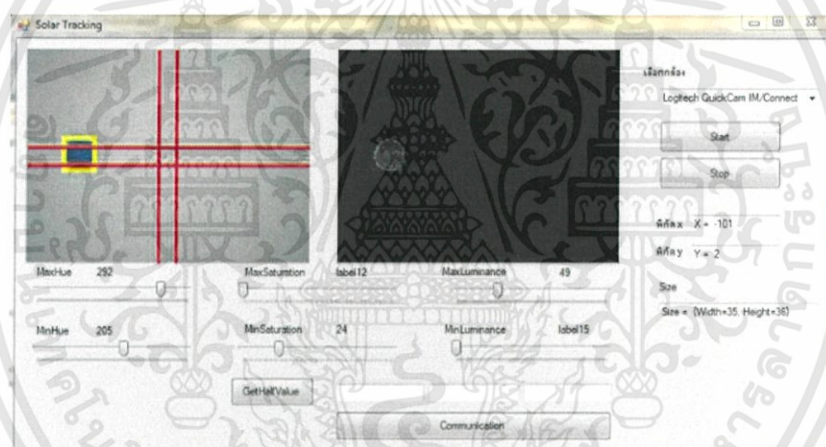 Solar Tracking
เลือกกล้อง
Logitech QuickCam IM/Connect
Start
Stop
พิกัด x X = -101
พิกัด y Y = 2
Size
Size = {Width=35, Height=36}
MaxHue 292
MaxSaturation label12
MaxLuminance 49
MinHue 205
MinSaturation 24
MinLuminance label15
GetHalfValue
Communication